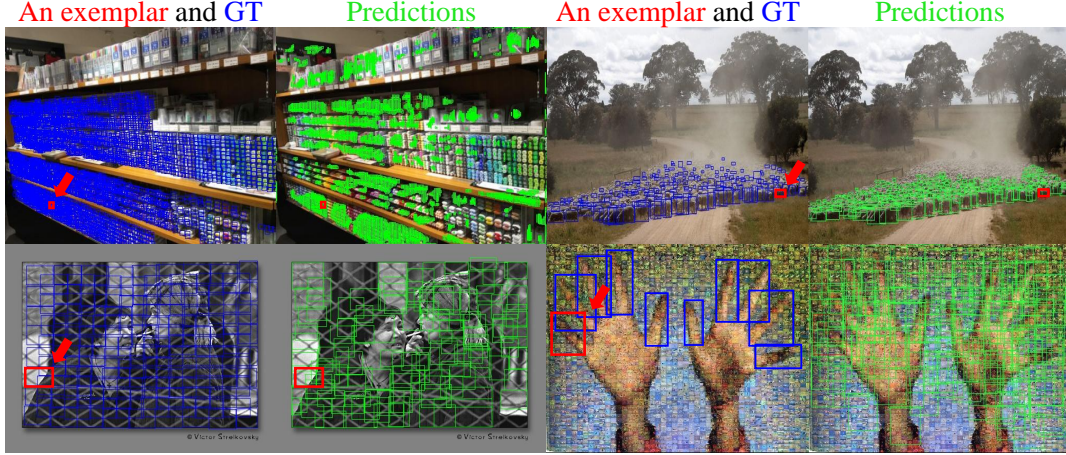 An exemplar and GT
Predictions
An exemplar and GT
Predictions
© Victor Strelkovsky
© Victor Strelkovsky